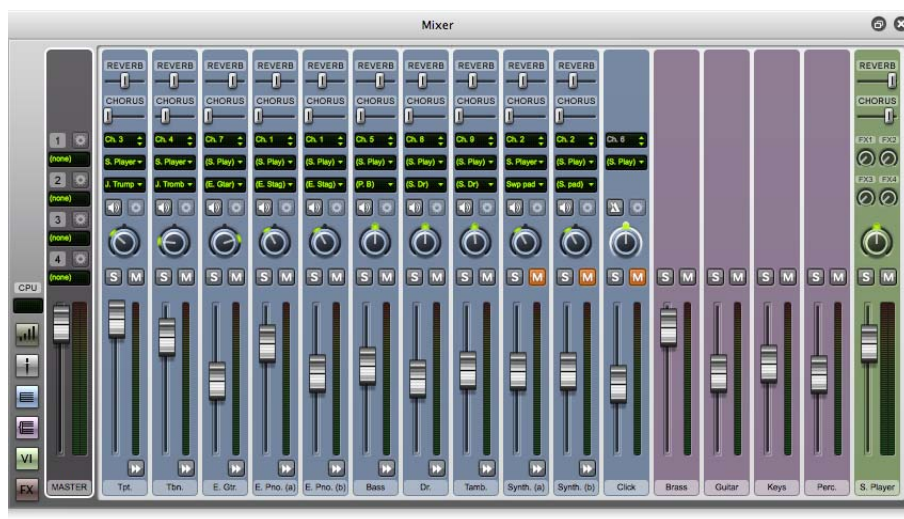 Mixer
REVERB REVERB REVERB REVERB REVERB REVERB REVERB REVERB REVERB REVERB REVERB
CHORUS CHORUS CHORUS CHORUS CHORUS CHORUS CHORUS CHORUS CHORUS CHORUS CHORUS
1 Ch. 3 Ch. 4 Ch. 7 Ch. 1 Ch. 1 Ch. 5 Ch. 8 Ch. 9 Ch. 2 Ch. 2 Ch. 6 FX1 FX2
(none) S. Player S. Player (S. Play) (S. Play) (S. Play) (S. Play) (S. Play) (S. Play) S. Player (S. Play) (S. Play)
2 J. Trump J. Tromb (E. Gtar) (E. Stag) (E. Stag) (P. B) (S. Dr) (S. Dr) Swp pad (S. pad) FX3 FX4
(none)
3
(none)
4
(none) S M S M S M S M S M S M S M S M S M S M S M S M S M S M S M S M
CPU
VI
FX MASTER Tpt. Tbn. E. Gtr. E. Pno. (a) E. Pno. (b) Bass Dr. Tamb. Synth. (a) Synth. (b) Click Brass Guitar Keys Perc. S. Player